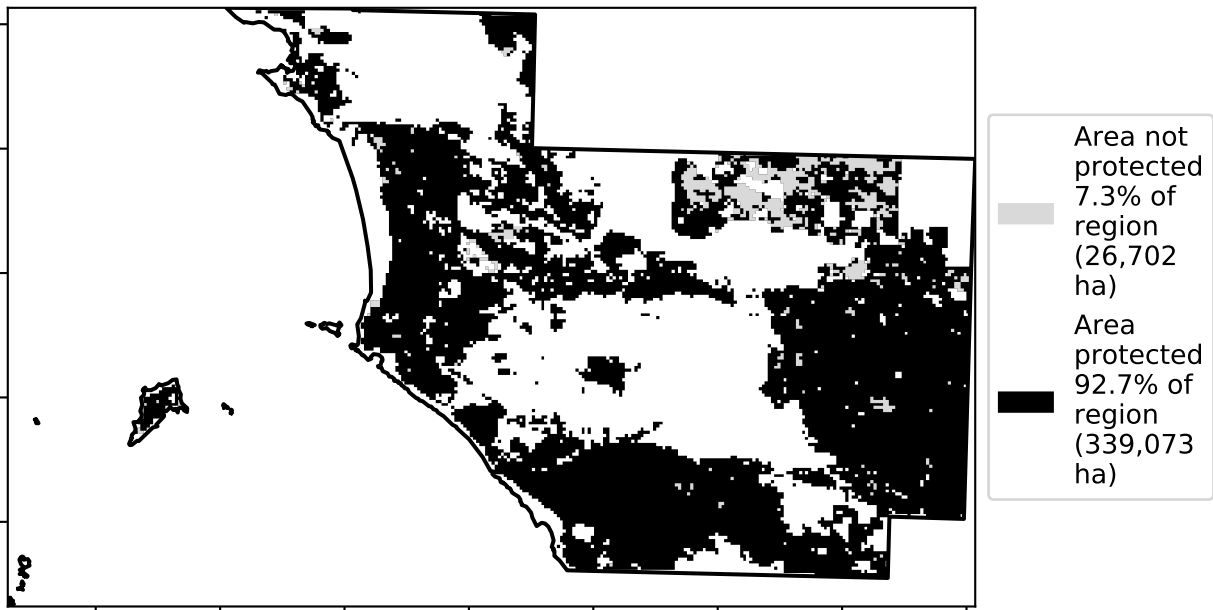 Area not
protected
7.3% of
region
(26,702
ha)
Area
protected
92.7% of
region
(339,073
ha)